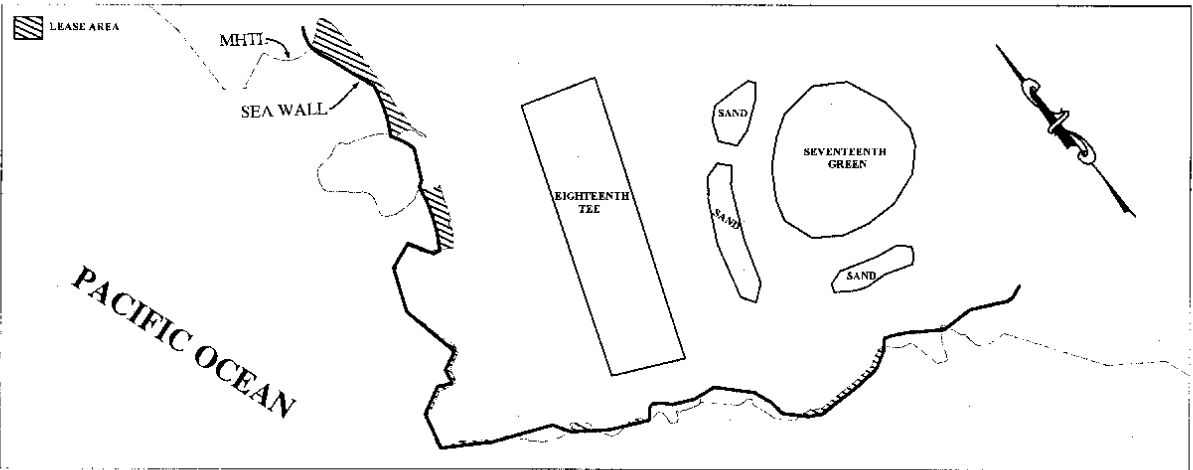 LEASE AREA
MHTL
SEA WALL
SAND
SEVENTEENTH
GREEN
EIGHTEENTH
TEE
SAND
SAND
PACIFIC OCEAN